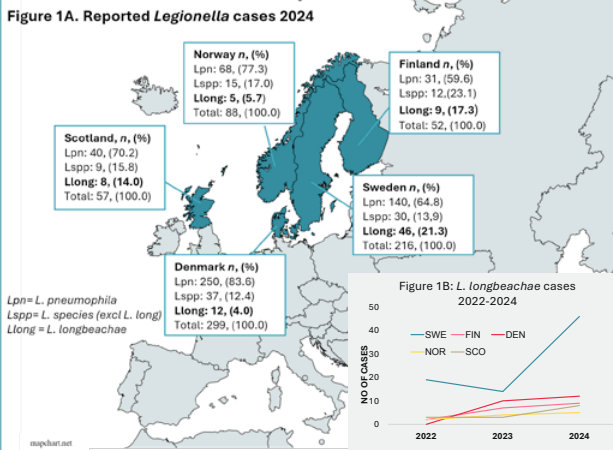 Figure 1A. Reported Legionella cases 2024
Norway n, (%)
Lpn: 68, (77.3)
Lspp: 15, (17.0)
Llong: 5, (5.7)
Total: 88, (100.0)
Finland n, (%)
Lpn: 31, (59.6)
Lspp: 12,(23.1)
Llong: 9, (17.3)
Total: 52, (100.0)
Scotland, n, (%)
Lpn: 40, (70.2)
Lspp: 9, (15.8)
Llong: 8, (14.0)
Total: 57, (100.0)
Sweden n, (%)
Lpn: 140, (64.8)
Lspp: 30, (13,9)
Llong: 46, (21.3)
Total: 216, (100.0)
Denmark n, (%)
Lpn: 250, (83.6)
Lspp: 37, (12.4)
Llong: 12, (4.0)
Total: 299, (100.0)
Lpn= L. pneumophila
Lspp= L. species (excl L. long)
Llong = L. longbeachae
mapchart.net
Figure 1B: L. longbeachae cases
2022-2024
NO OF CASES
50
40
30
20
10
0
SWE FIN DEN
NOR SCO
2022 2023 2024